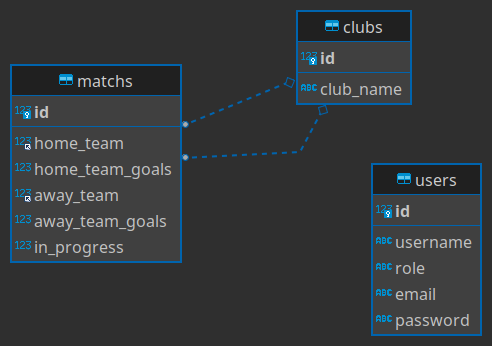 clubs
123 id
ABC club_name
matchs
123 id
123 home_team
123 home_team_goals
123 away_team
123 away_team_goals
123 in_progress
users
123 id
ABC username
ABC role
ABC email
ABC password